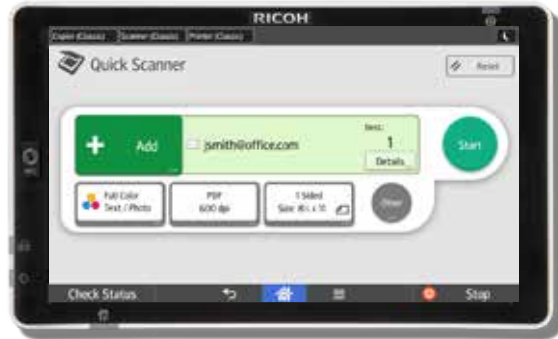 RICOH
Copier (Classic) Scanner (Classic) Printer (Classic)
Quick Scanner
Reset
Add
jsmith@office.com
Dest.:
1
Details
Start
Full Color
Text / Photo
PDF
600 dpi
1 Sided
Size: 8½ x 11
Other
Check Status
Stop